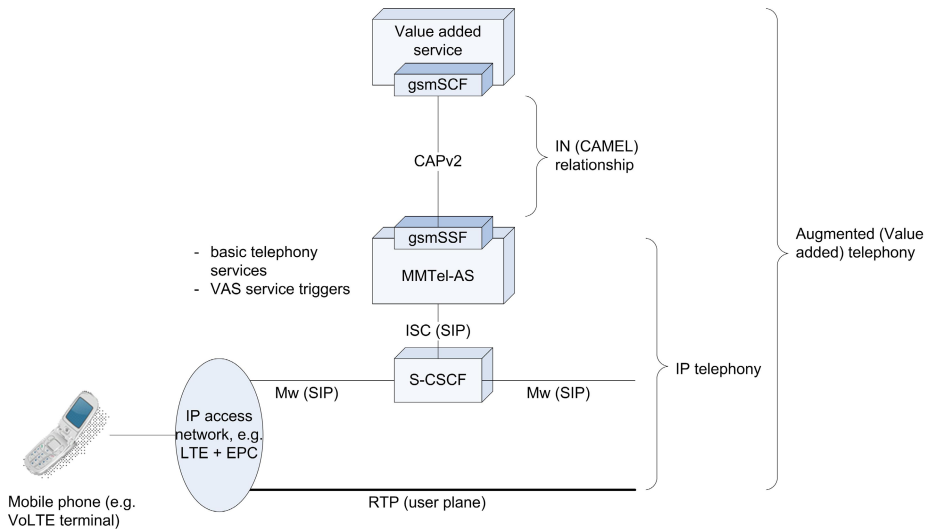 Value added
service
gsmSCF
CAPv2
IN (CAMEL)
relationship
gsmSSF
MMTel-AS
- basic telephony
services
- VAS service triggers
Augmented (Value
added) telephony
ISC (SIP)
S-CSCF
IP telephony
Mw (SIP)
Mw (SIP)
IP access
network, e.g.
LTE + EPC
RTP (user plane)
Mobile phone (e.g.
VoLTE terminal)